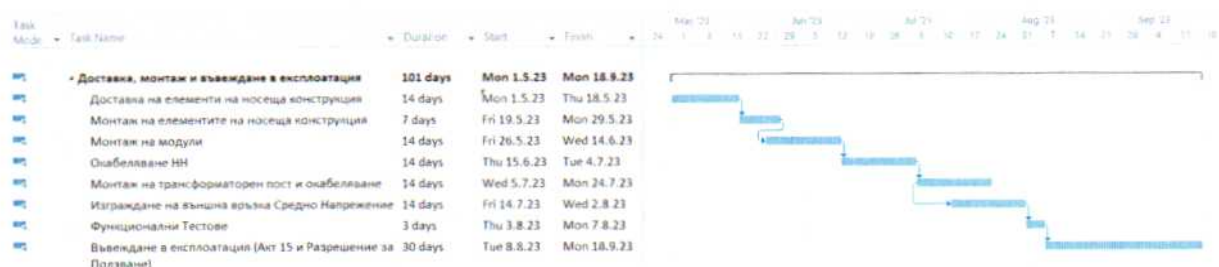 Task Mode Task Name Duration Start Finish
May '23 Jun '23 Jul '23 Aug '23 Sep '23
Доставка, монтаж и въвеждане в експлоатация 101 days Mon 1.5.23 Mon 18.9.23
Доставка на елементи на носеща конструкция 14 days Mon 1.5.23 Thu 18.5.23
Монтаж на елементите на носеща конструкция 7 days Fri 19.5.23 Mon 29.5.23
Монтаж на модули 14 days Fri 26.5.23 Wed 14.6.23
Окабеляване НН 14 days Thu 15.6.23 Tue 4.7.23
Монтаж на трансформаторен пост и окабеляване 14 days Wed 5.7.23 Mon 24.7.23
Изграждане на външна връзка Средно Напрежение 14 days Fri 14.7.23 Wed 2.8.23
Функционални Тестове 3 days Thu 3.8.23 Mon 7.8.23
Въвеждане в експлоатация (Акт 15 и Разрешение за 30 days Tue 8.8.23 Mon 18.9.23
Ползване)